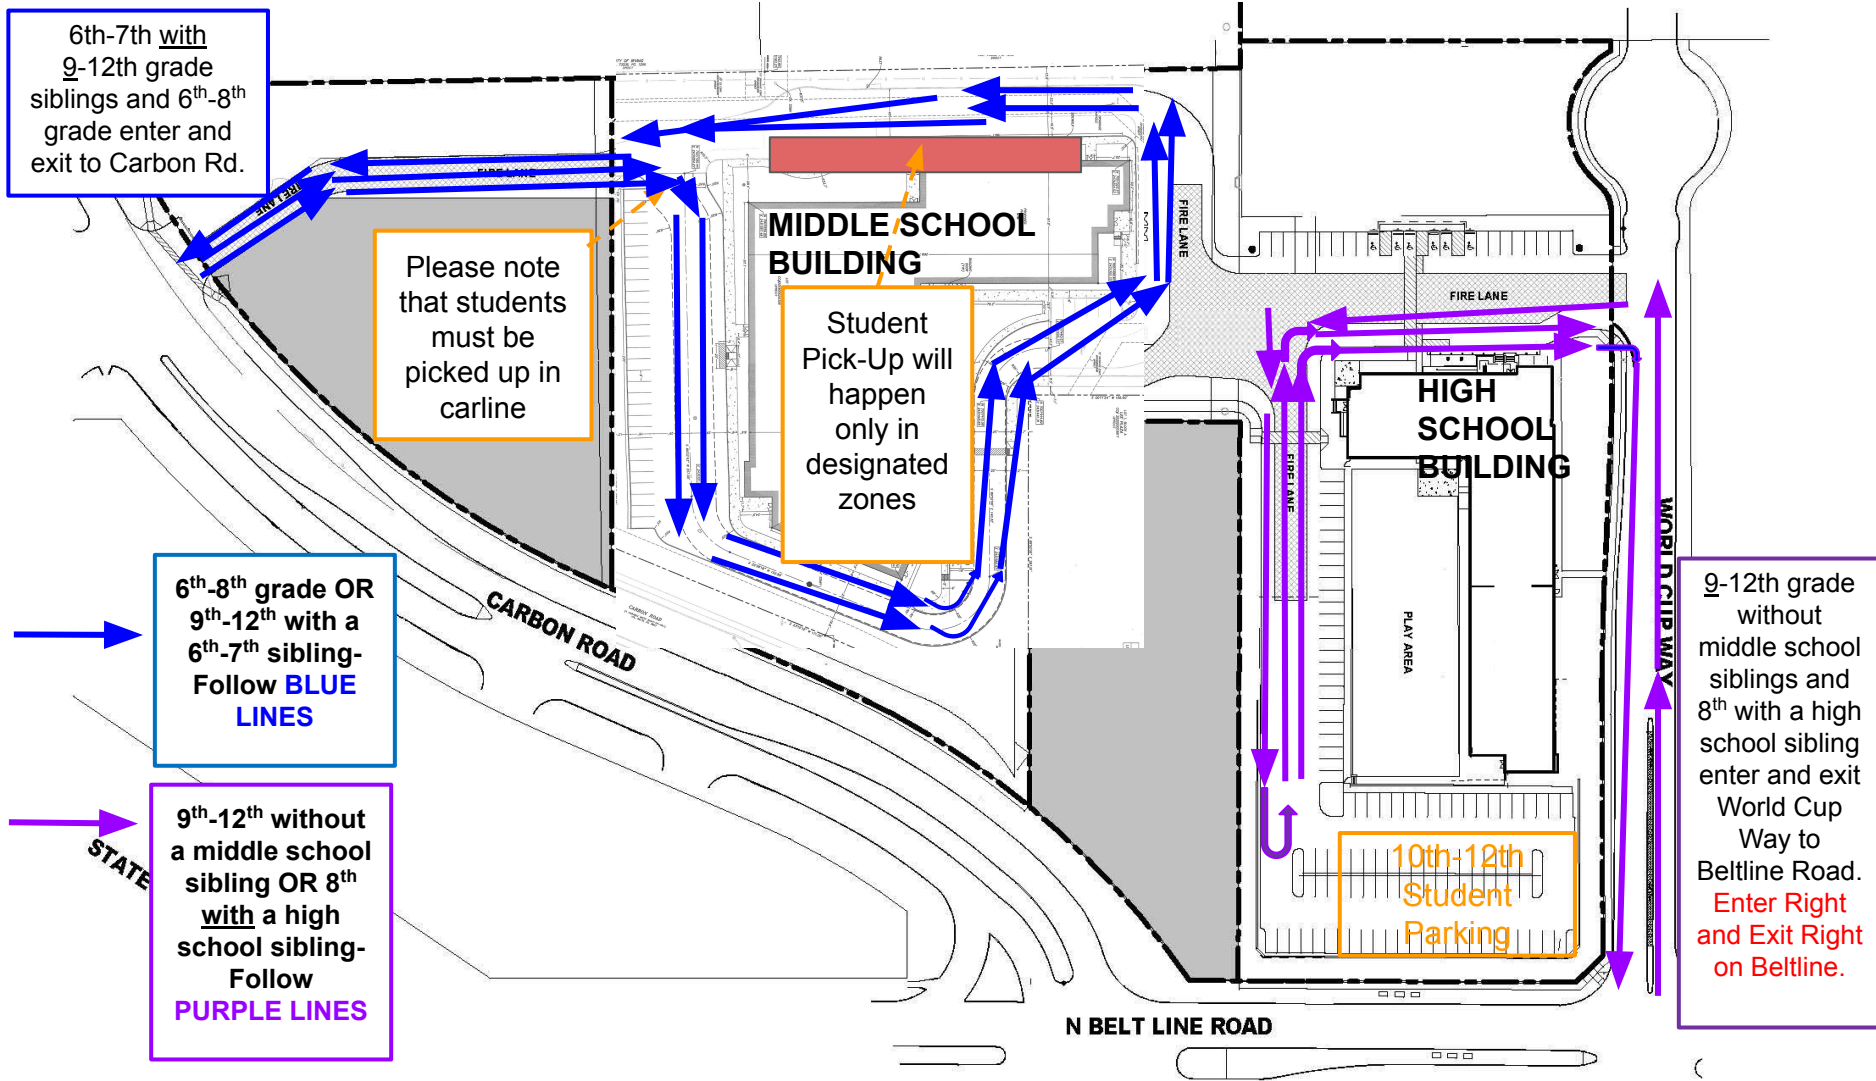 6th-7th with
9-12th grade
siblings and 6th-8th
grade enter and
exit to Carbon Rd.
FIRE LANE
FIRE LANE
MIDDLE SCHOOL
BUILDING
Please note
that students
must be
picked up in
carline
Student
Pick-Up will
happen
only in
designated
zones
FIRE LANE
FIRE LANE
HIGH
SCHOOL
BUILDING
FIRE LANE
PLAY AREA
WORLD CUP WAY
6th-8th grade OR
9th-12th with a
6th-7th sibling-
Follow BLUE
LINES
CARBON ROAD
CARBON ROAD
9th-12th without
a middle school
sibling OR 8th
with a high
school sibling-
Follow
PURPLE LINES
STATE
9-12th grade
without
middle school
siblings and
8th with a high
school sibling
enter and exit
World Cup
Way to
Beltline Road.
Enter Right
and Exit Right
on Beltline.
10th-12th
Student
Parking
N BELT LINE ROAD